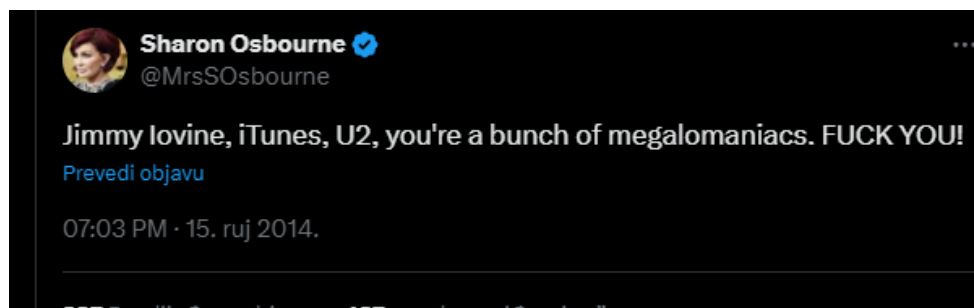 Sharon Osbourne
@MrsSOsbourne
Jimmy Iovine, iTunes, U2, you're a bunch of megalomaniacs. FUCK YOU!
Prevedi objavu
07:03 PM · 15. ruj 2014.